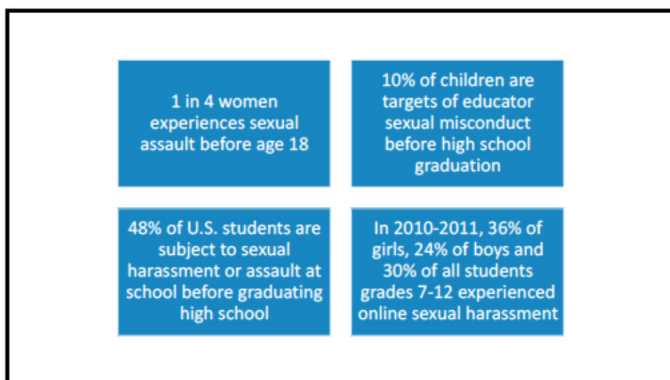 1 in 4 women
experiences sexual
assault before age 18
10% of children are
targets of educator
sexual misconduct
before high school
graduation
48% of U.S. students are
subject to sexual
harassment or assault at
school before graduating
high school
In 2010-2011, 36% of
girls, 24% of boys and
30% of all students
grades 7-12 experienced
online sexual harassment